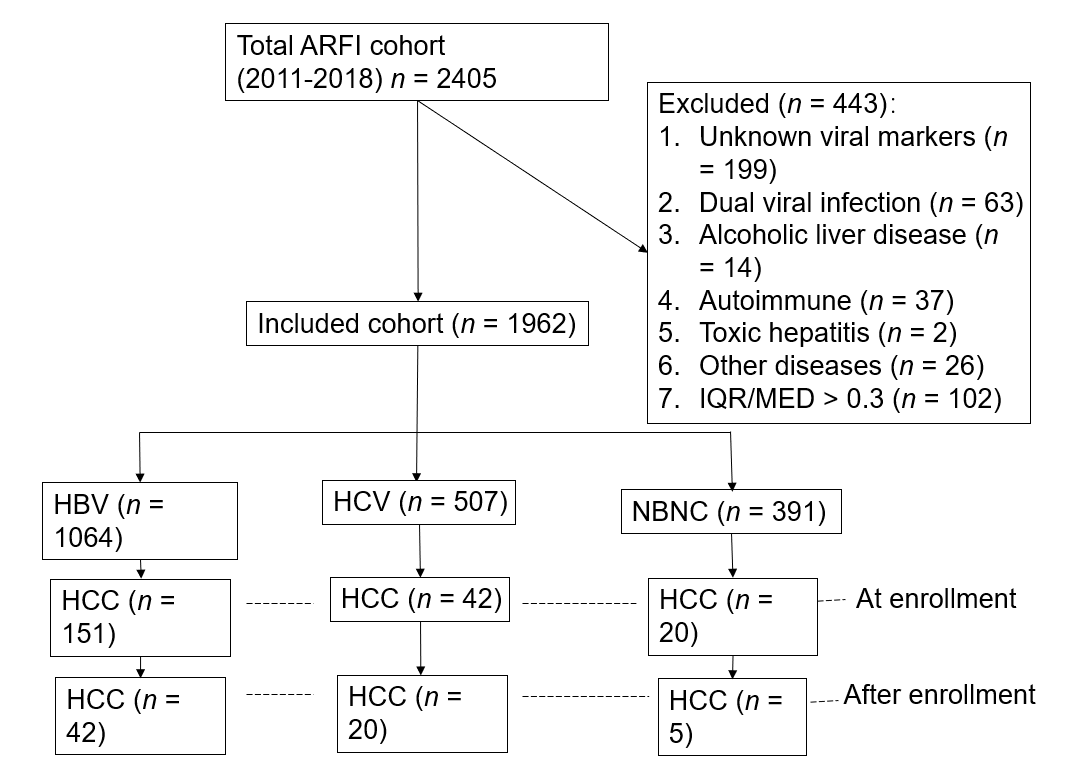 Total ARFI cohort
(2011-2018) n = 2405
Excluded (n = 443):
1. Unknown viral markers (n
= 199)
2. Dual viral infection (n = 63)
3. Alcoholic liver disease (n
= 14)
4. Autoimmune (n = 37)
5. Toxic hepatitis (n = 2)
6. Other diseases (n = 26)
7. IQR/MED > 0.3 (n = 102)
Included cohort (n = 1962)
HBV (n =
1064)
HCV (n = 507)
NBNC (n = 391)
HCC (n =
151)
HCC (n = 42)
HCC (n =
20)
At enrollment
HCC (n =
42)
HCC (n =
20)
HCC (n =
5)
After enrollment